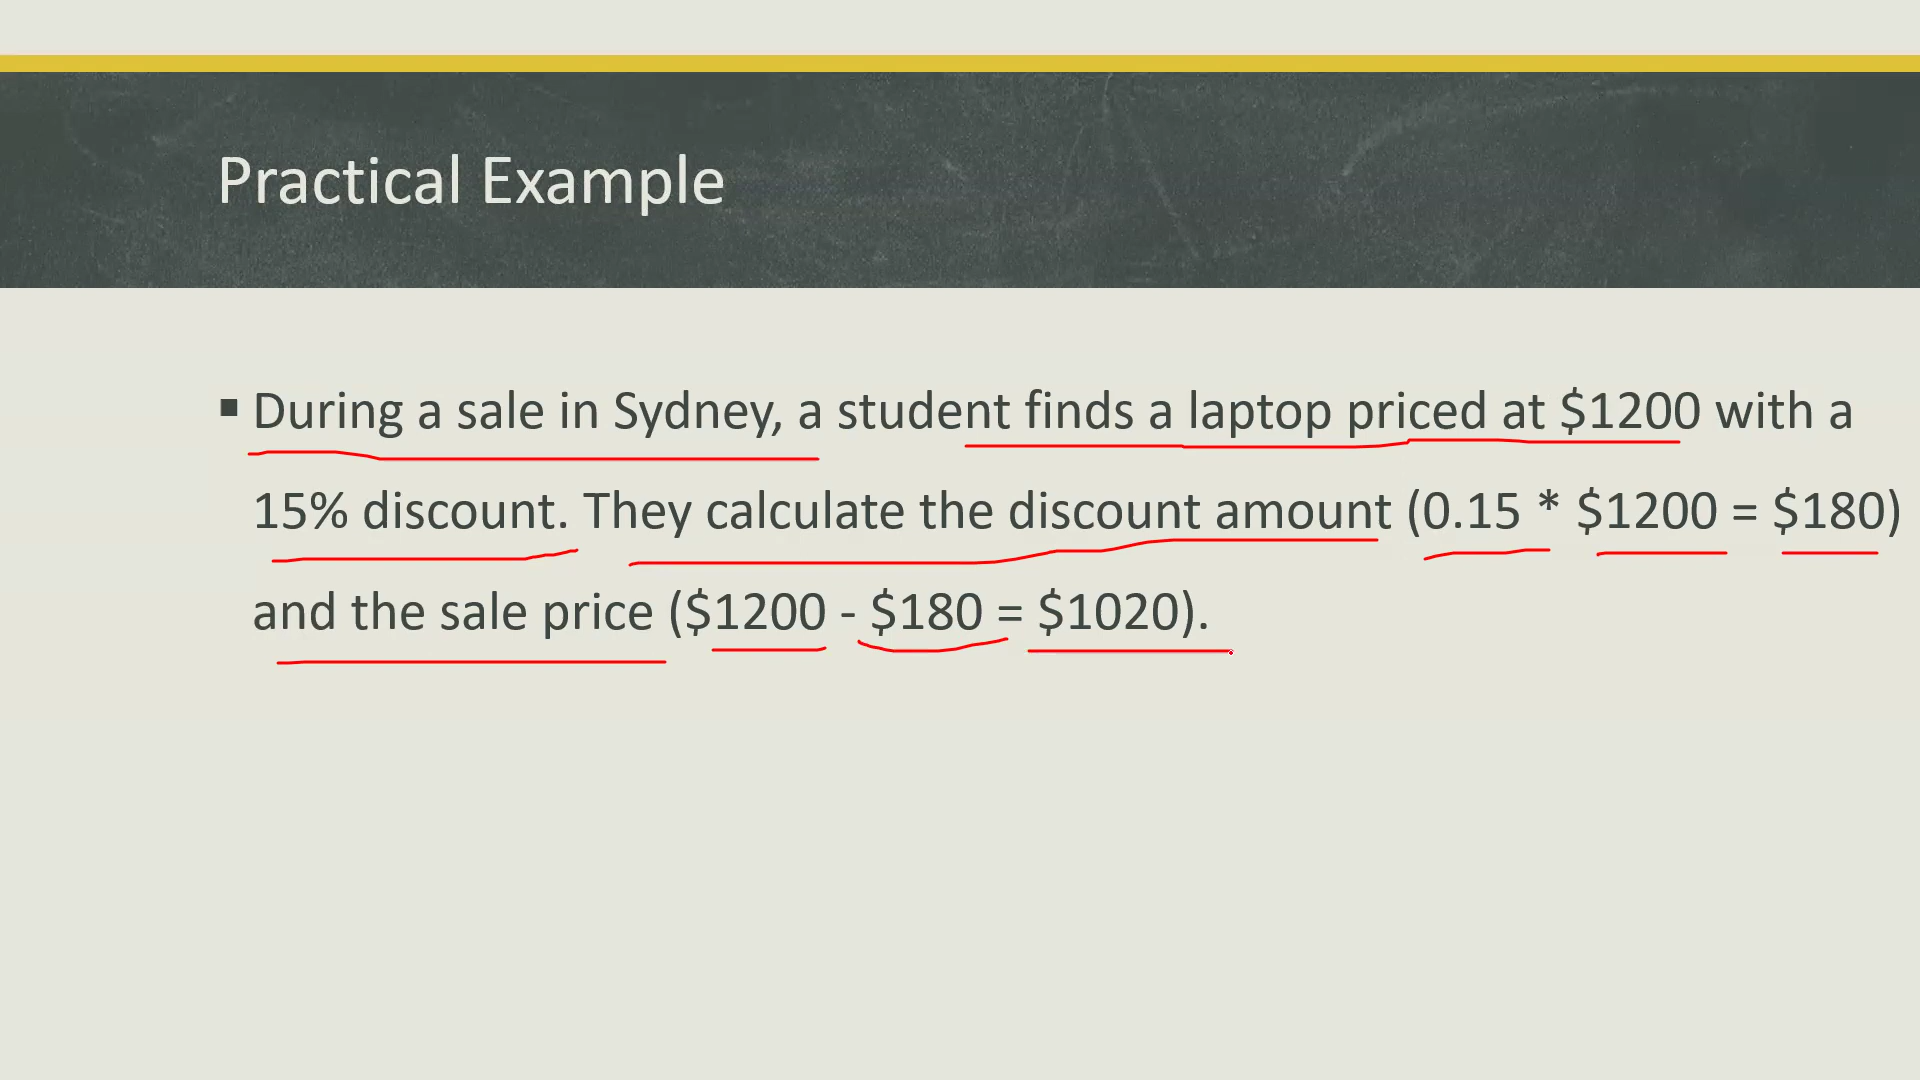 Practical Example
▪ During a sale in Sydney, a student finds a laptop priced at $1200 with a
15% discount. They calculate the discount amount (0.15 * $1200 = $180)
and the sale price ($1200 - $180 = $1020).